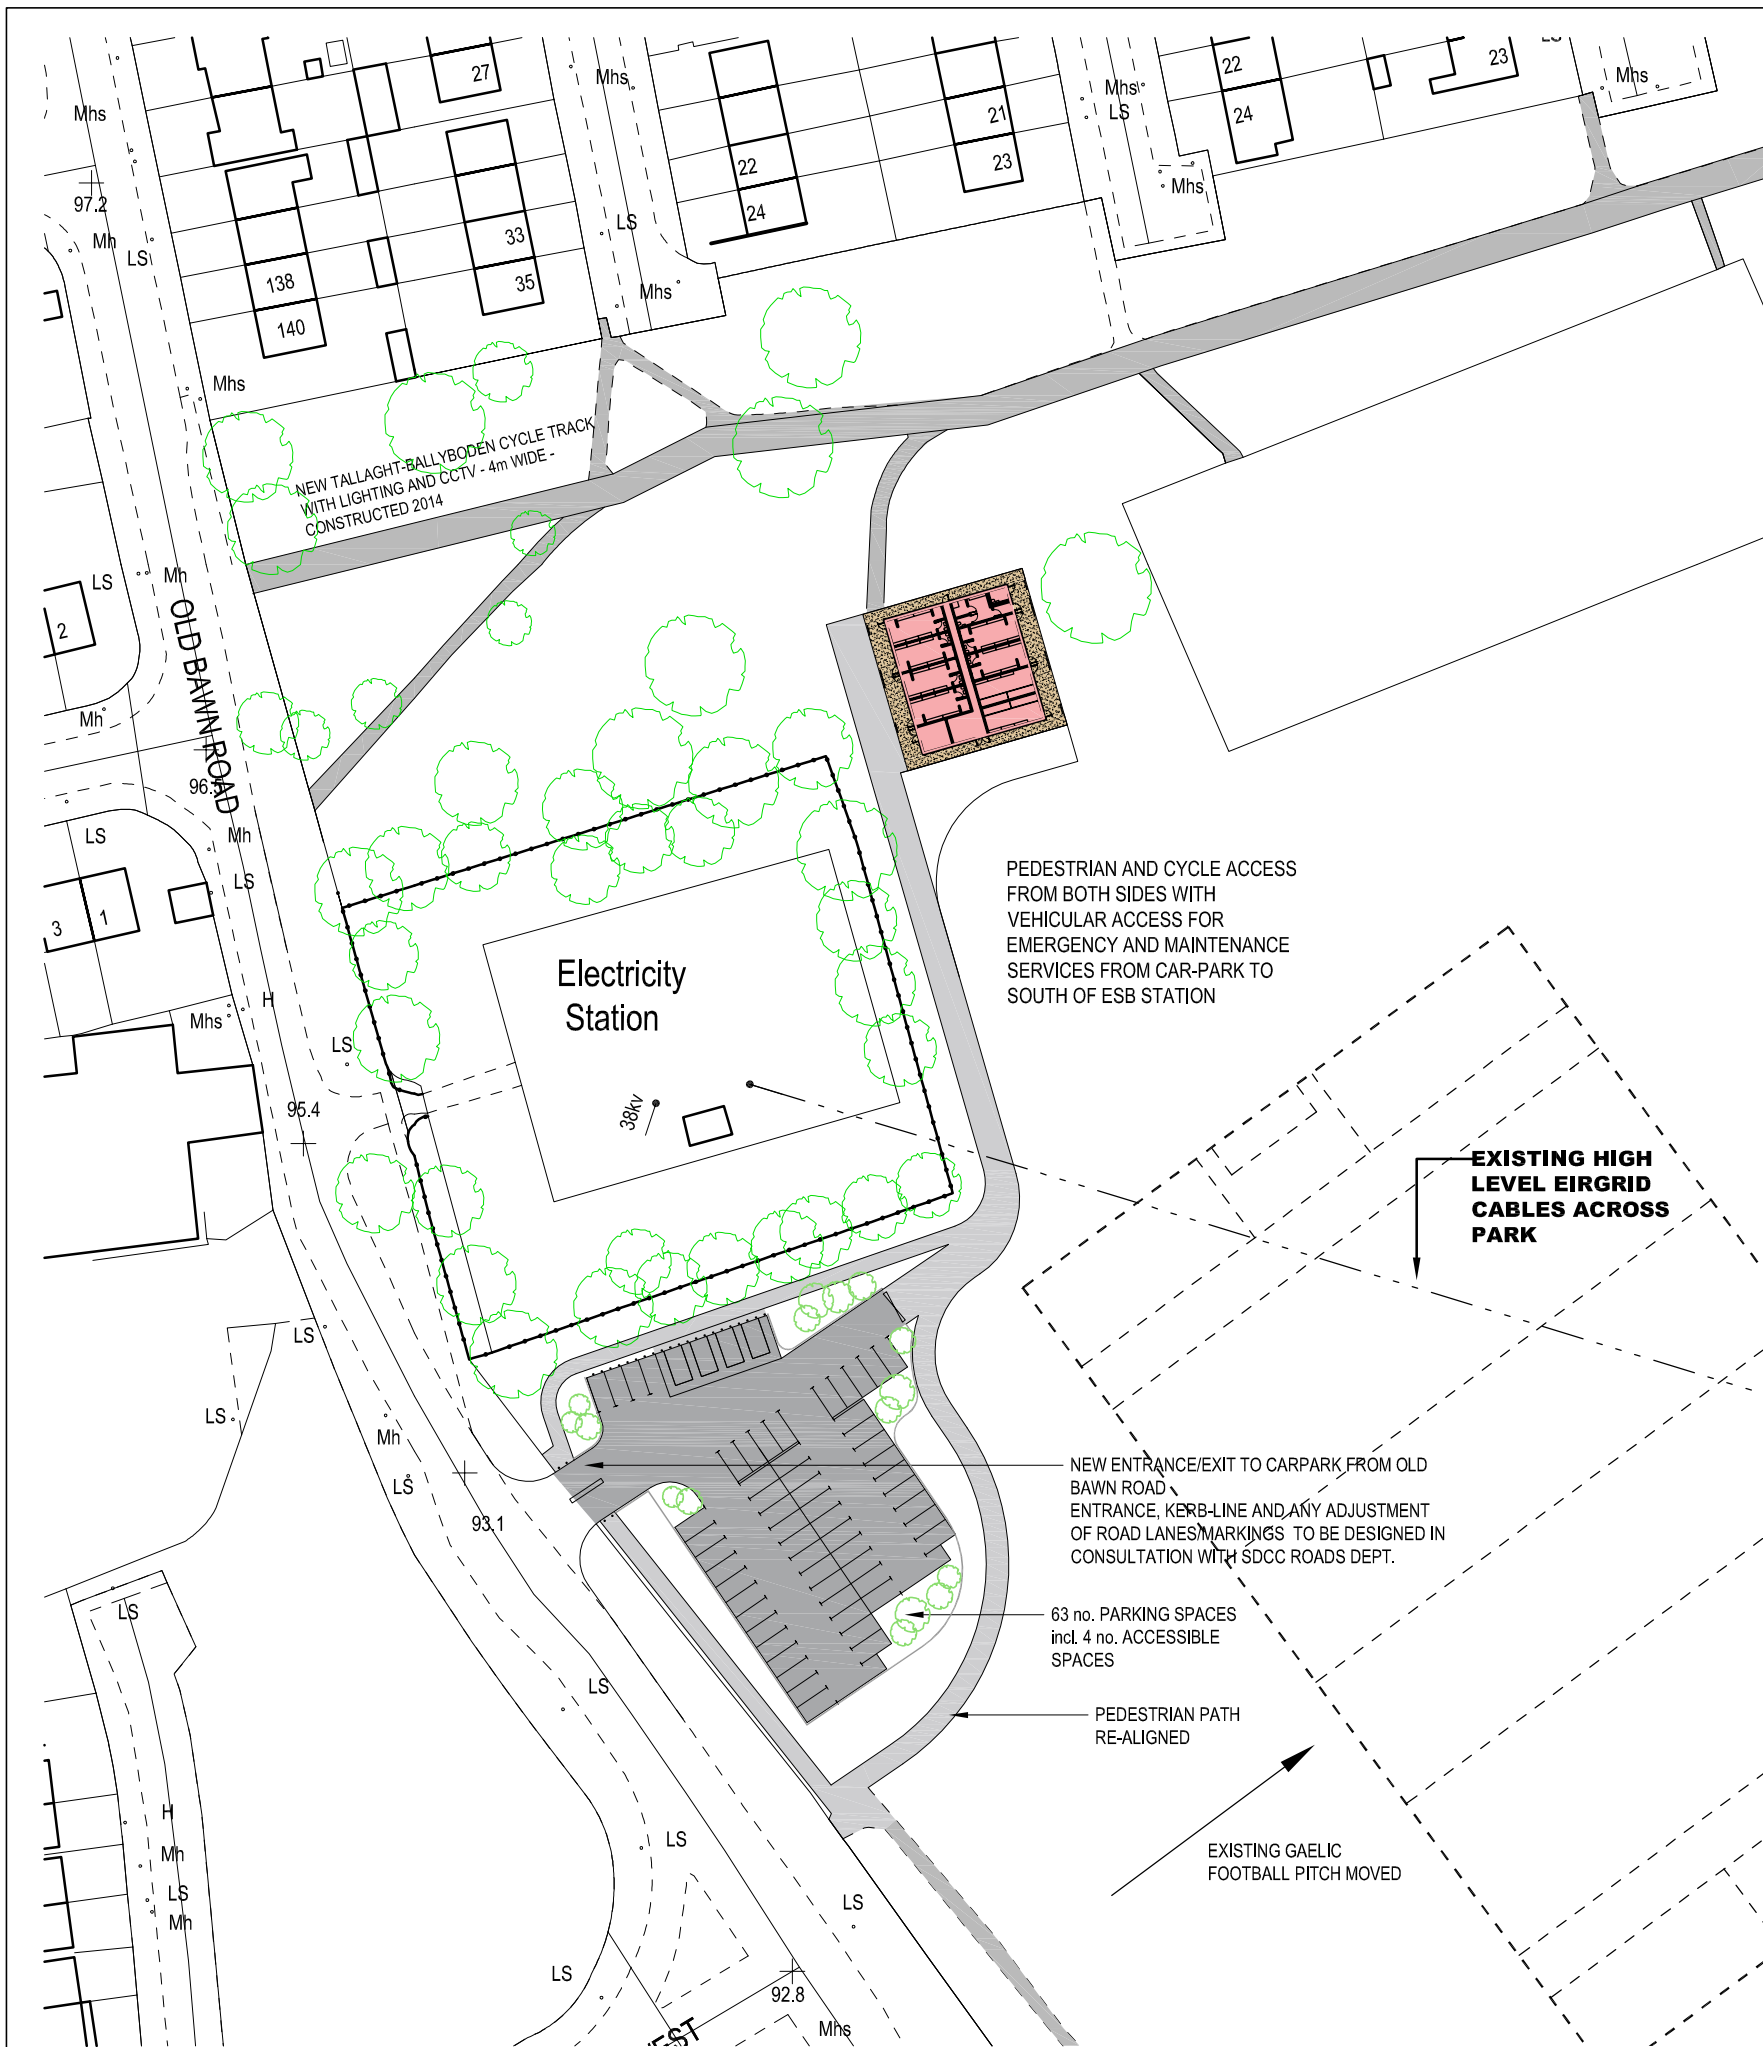 27
22
23
LS
Mhs
Mhs
Mhs
LS
Mhs
24
21
22
23
Mhs
97.2
Mh
LS
24
LS
33
138
35
Mhs
140
Mhs
NEW TALLAGHT-BALLYBODEN CYCLE TRACK
WITH LIGHTING AND CCTV - 4m WIDE -
CONSTRUCTED 2014
LS
Mh
2
OLD BAWN ROAD
Mh
96.5
LS
Mh
LS
3
1
PEDESTRIAN AND CYCLE ACCESS
FROM BOTH SIDES WITH
VEHICULAR ACCESS FOR
EMERGENCY AND MAINTENANCE
SERVICES FROM CAR-PARK TO
SOUTH OF ESB STATION
Electricity
Station
H
Mhs
LS
95.4
38kv
EXISTING HIGH
LEVEL EIRGRID
CABLES ACROSS
PARK
LS
LS
Mh
LS
93.1
NEW ENTRANCE/EXIT TO CARPARK FROM OLD
BAWN ROAD
ENTRANCE, KERB-LINE AND ANY ADJUSTMENT
OF ROAD LANES/MARKINGS TO BE DESIGNED IN
CONSULTATION WITH SDCC ROADS DEPT.
LS
63 no. PARKING SPACES
incl. 4 no. ACCESSIBLE
SPACES
LS
PEDESTRIAN PATH
RE-ALIGNED
H
Mh
LS
Mh
LS
EXISTING GAELIC
FOOTBALL PITCH MOVED
LS
LS
92.8
Mhs